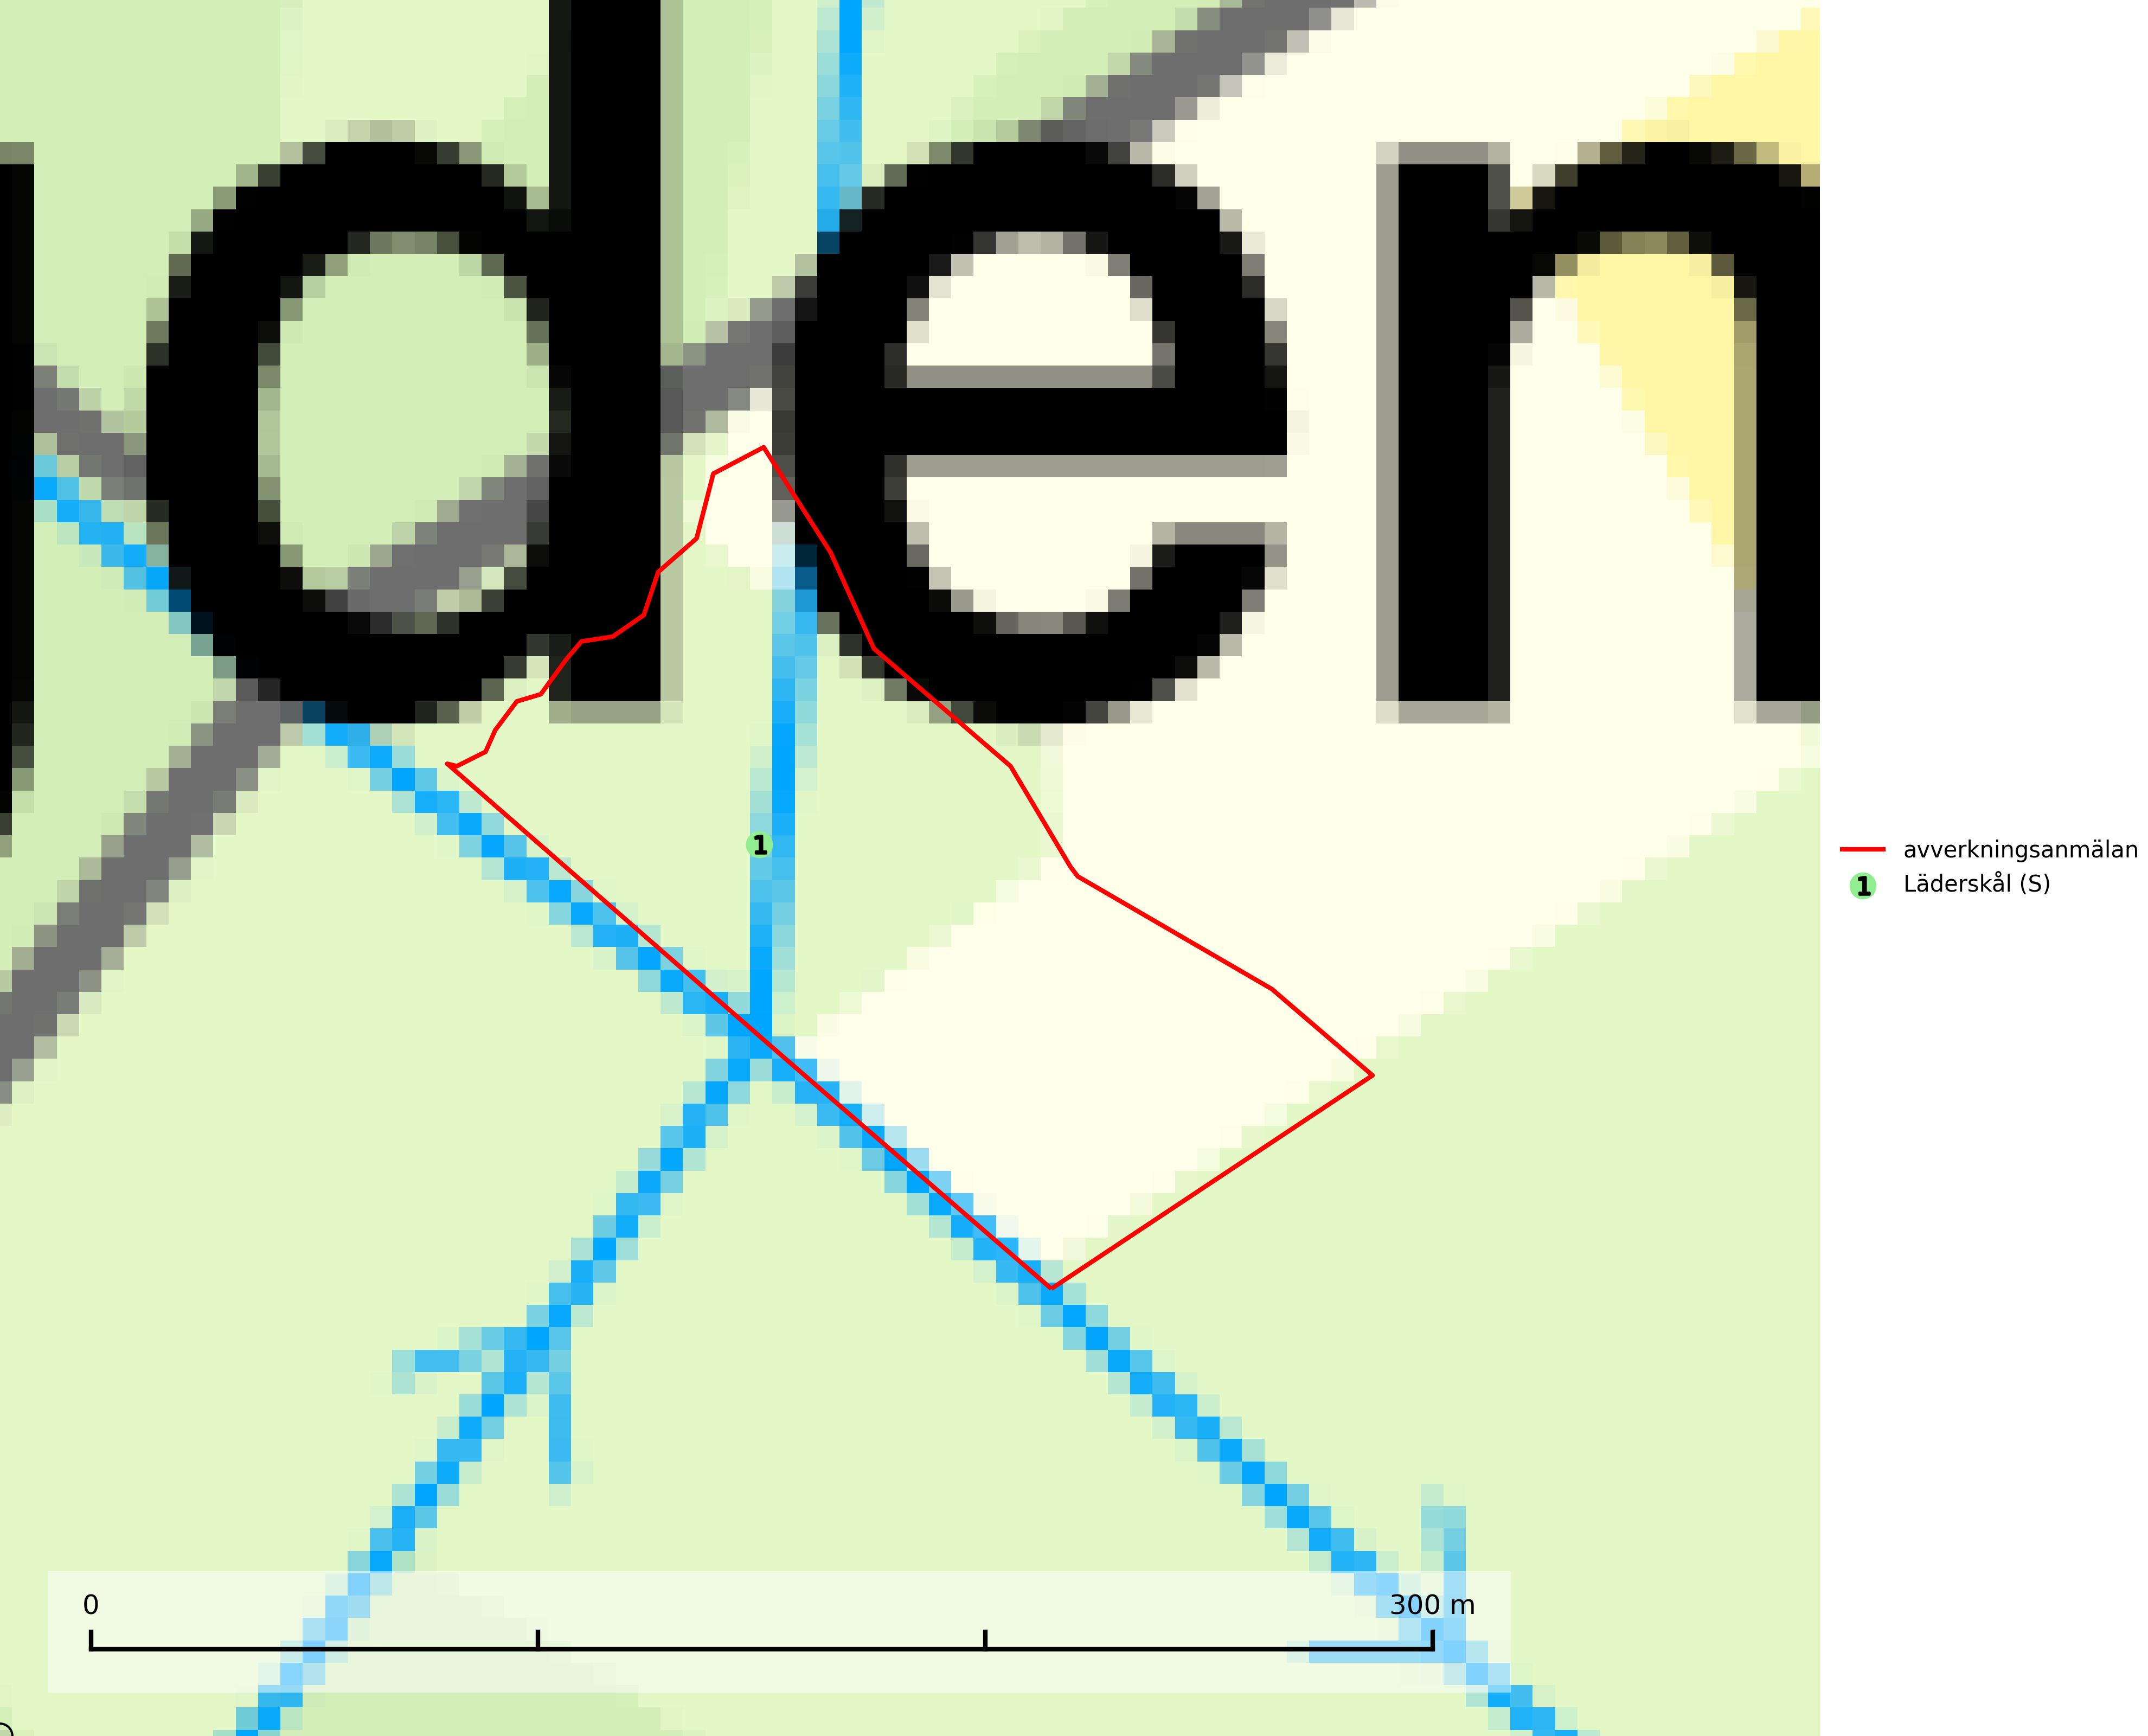 den
1
avverkningsanmälan
1 Läderskål (S)
0 300 m